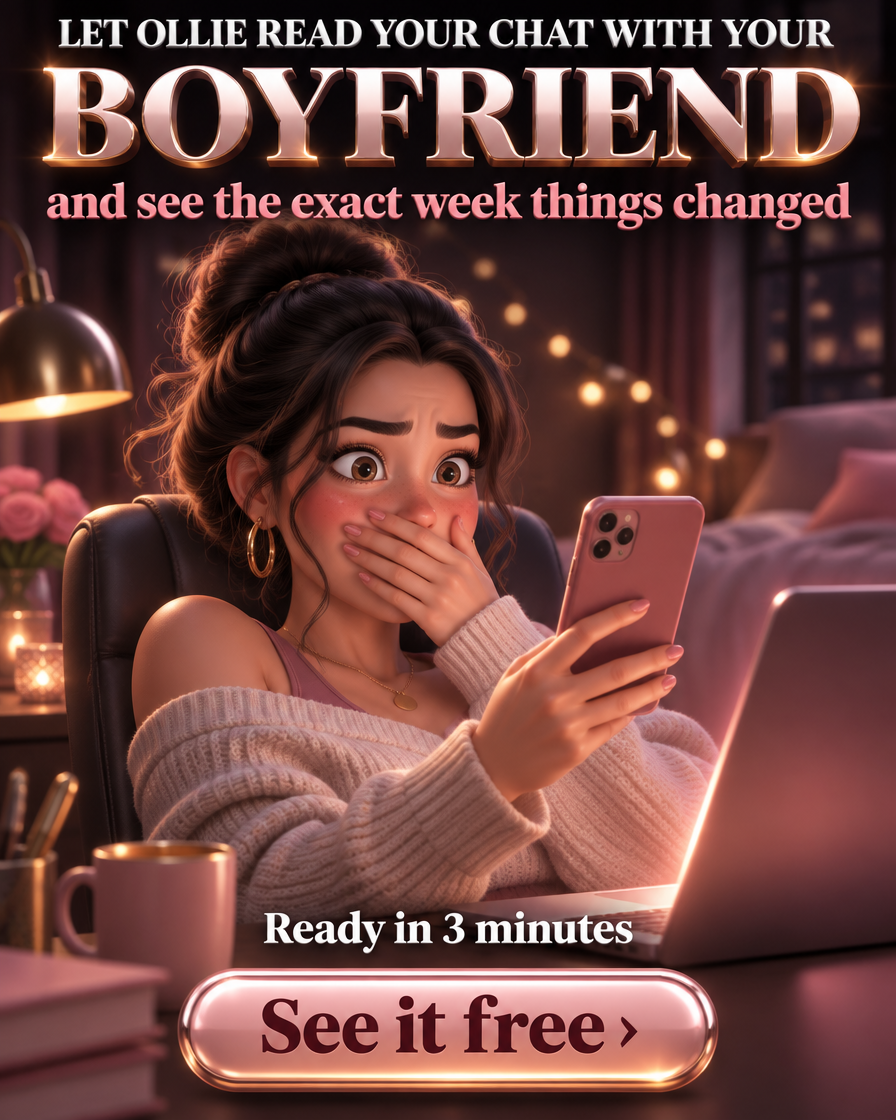 LET OLLIE READ YOUR CHAT WITH YOUR
BOYFRIEND
and see the exact week things changed
Ready in 3 minutes
See it free ›